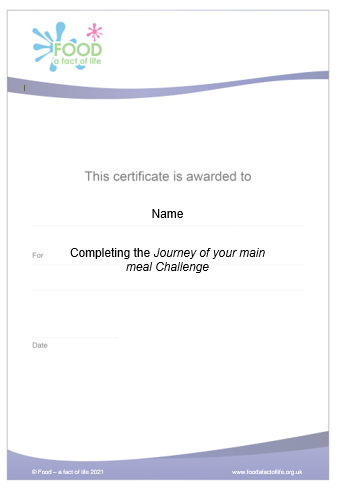 FOOD
a fact of life
This certificate is awarded to
Name
For
Completing the Journey of your main
meal Challenge
Date
© Food – a fact of life 2021
www.foodafactoflife.org.uk